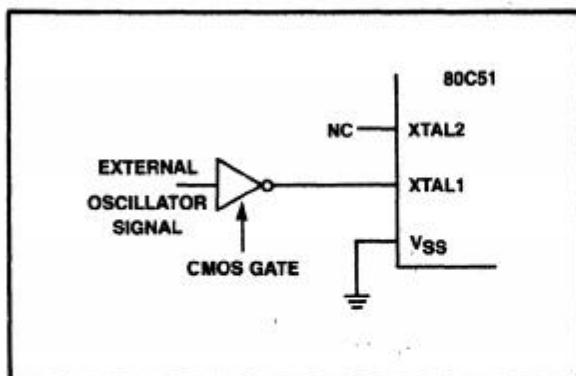 80C51
NC
XTAL2
EXTERNAL
OSCILLATOR
SIGNAL
XTAL1
VSS
CMOS GATE